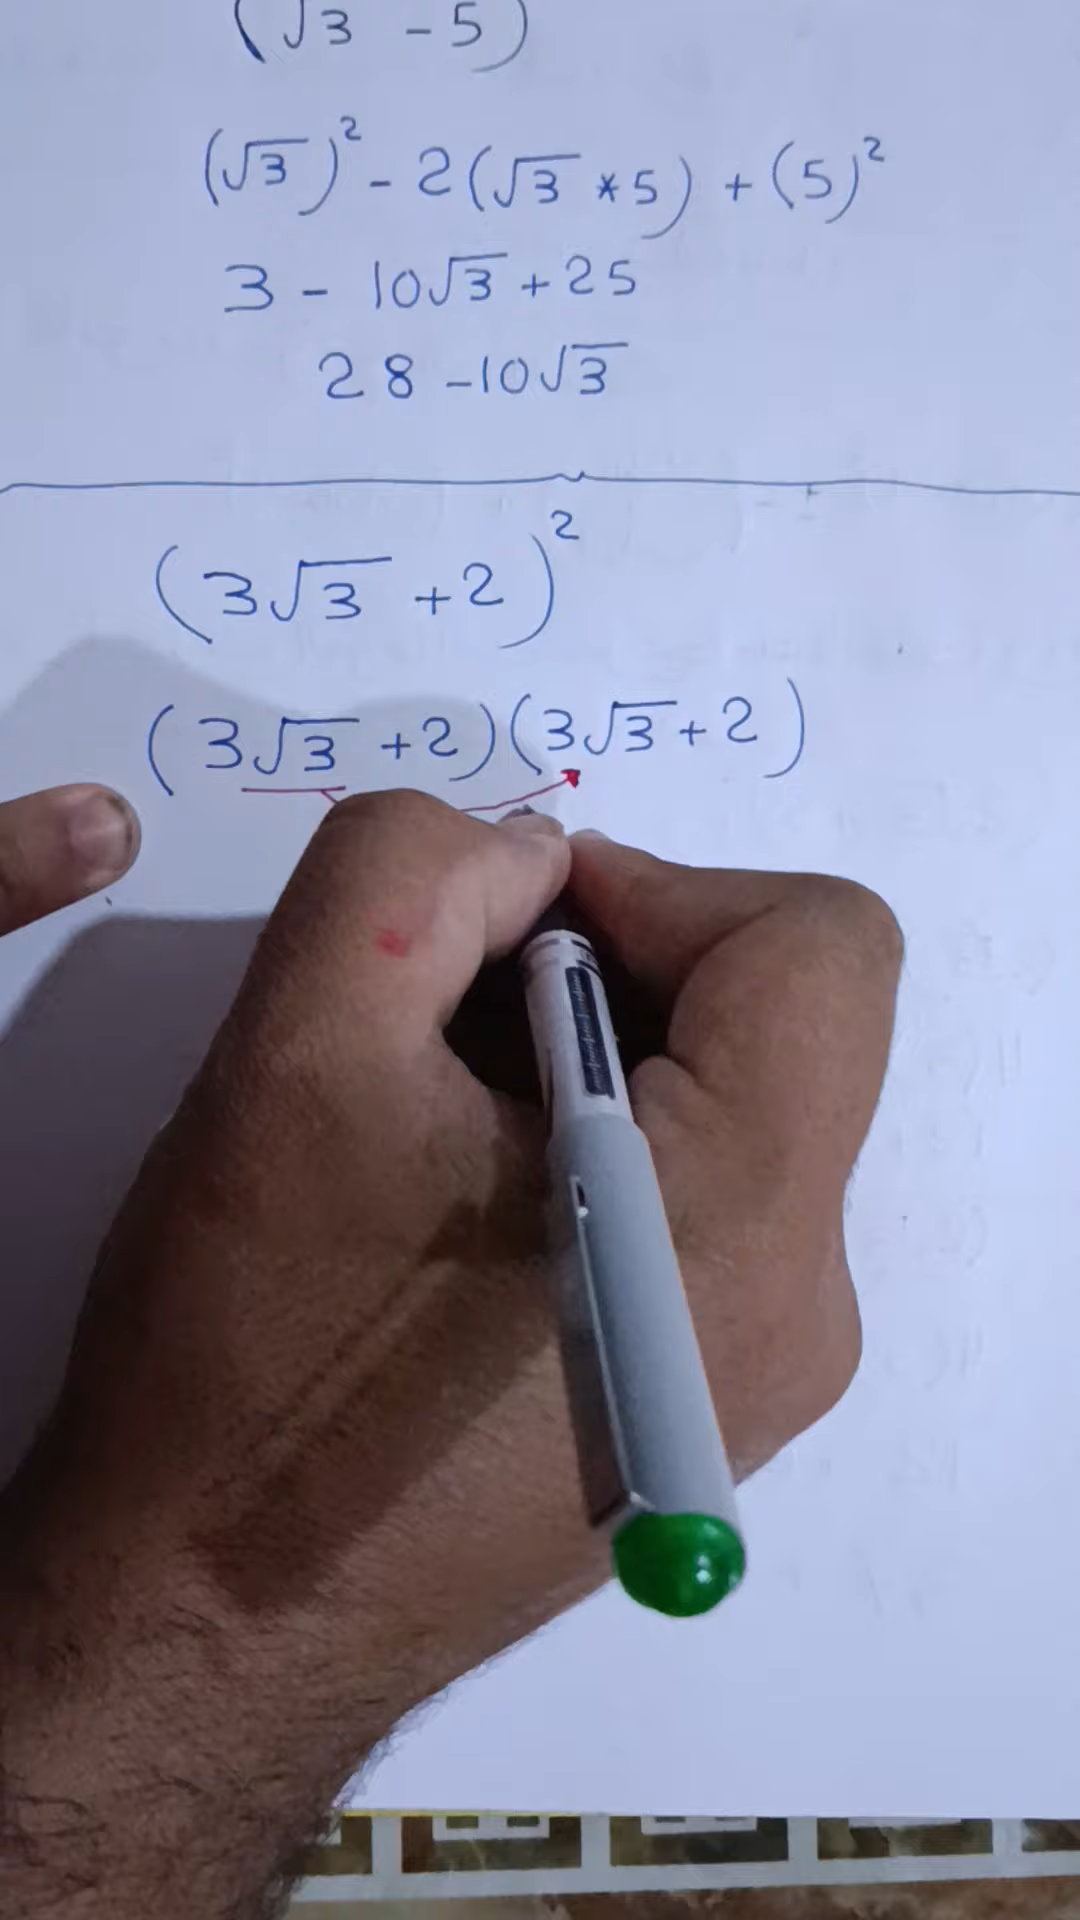 (√3 - 5)
(√3)² - 2(√3 * 5) + (5)²
3 - 10√3 + 25
28 - 10√3
(3√3 + 2)²
(3√3 + 2)(3√3 + 2)